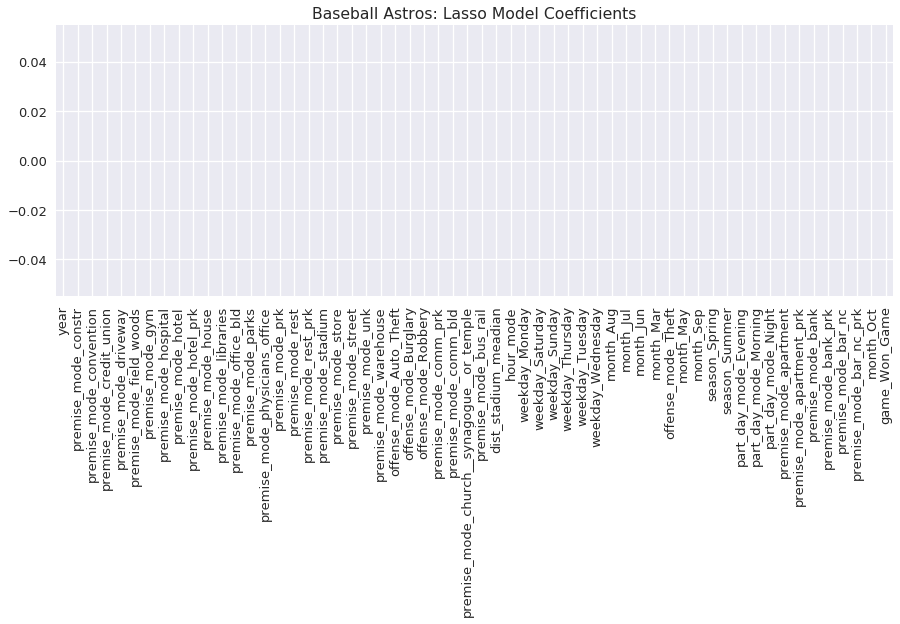 Baseball Astros: Lasso Model Coefficients
0.04
0.02
0.00
−0.02
−0.04
year
premise_mode_constr
premise_mode_convention
premise_mode_credit_union
premise_mode_driveway
premise_mode_field_woods
premise_mode_gym
premise_mode_hospital
premise_mode_hotel
premise_mode_hotel_prk
premise_mode_house
premise_mode_libraries
premise_mode_office_bld
premise_mode_parks
premise_mode_physicians_office
premise_mode_prk
premise_mode_rest
premise_mode_rest_prk
premise_mode_stadium
premise_mode_store
premise_mode_street
premise_mode_unk
premise_mode_warehouse
offense_mode_Auto_Theft
offense_mode_Burglary
offense_mode_Robbery
premise_mode_comm_prk
premise_mode_comm_bld
premise_mode_church__synagogue__or_temple
premise_mode_bus_rail
dist_stadium_meadian
hour_mode
weekday_Monday
weekday_Saturday
weekday_Sunday
weekday_Thursday
weekday_Tuesday
weekday_Wednesday
month_Aug
month_Jul
month_Jun
month_Mar
offense_mode_Theft
month_May
month_Sep
season_Spring
season_Summer
part_day_mode_Evening
part_day_mode_Morning
part_day_mode_Night
premise_mode_apartment
premise_mode_apartment_prk
premise_mode_bank
premise_mode_bank_prk
premise_mode_bar_nc
premise_mode_bar_nc_prk
month_Oct
game_Won_Game